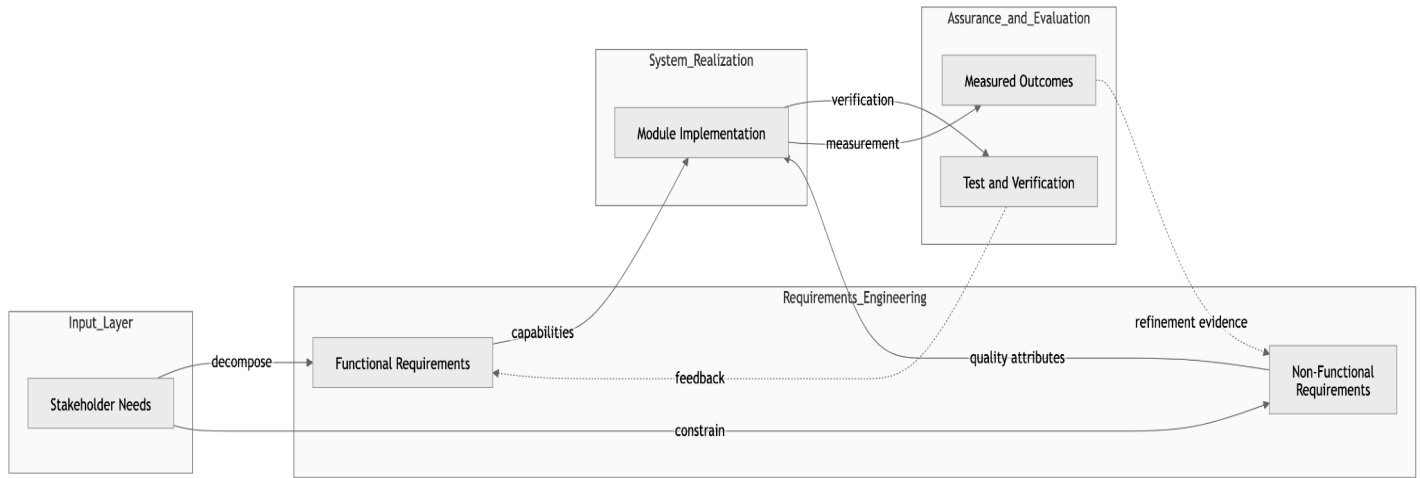 Assurance_and_Evaluation
System_Realization
Measured Outcomes
verification
Module Implementation
measurement
Test and Verification
Requirements_Engineering
Input_Layer
refinement evidence
capabilities
decompose
Functional Requirements
quality attributes
Non-Functional
Requirements
feedback
Stakeholder Needs
constrain